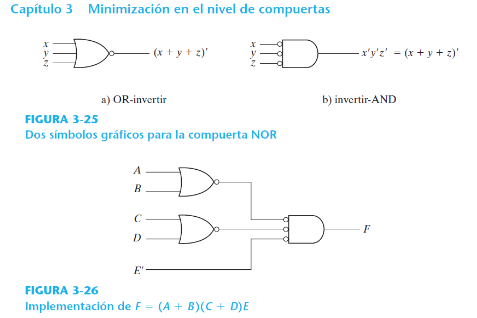 Capítulo 3 Minimización en el nivel de compuertas
x
y
z
(x + y + z)'
x
y
z
x'y'z' = (x + y + z)'
a) OR-invertir
b) invertir-AND
FIGURA 3-25
Dos símbolos gráficos para la compuerta NOR
A
B
C
D
E'
F
FIGURA 3-26
Implementación de F = (A + B)(C + D)E